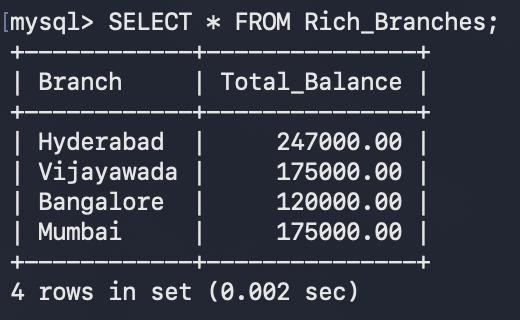 [mysql> SELECT * FROM Rich_Branches;
+------------+---------------+
| Branch     | Total_Balance |
+------------+---------------+
| Hyderabad  |     247000.00 |
| Vijayawada |     175000.00 |
| Bangalore  |     120000.00 |
| Mumbai     |     175000.00 |
+------------+---------------+
4 rows in set (0.002 sec)